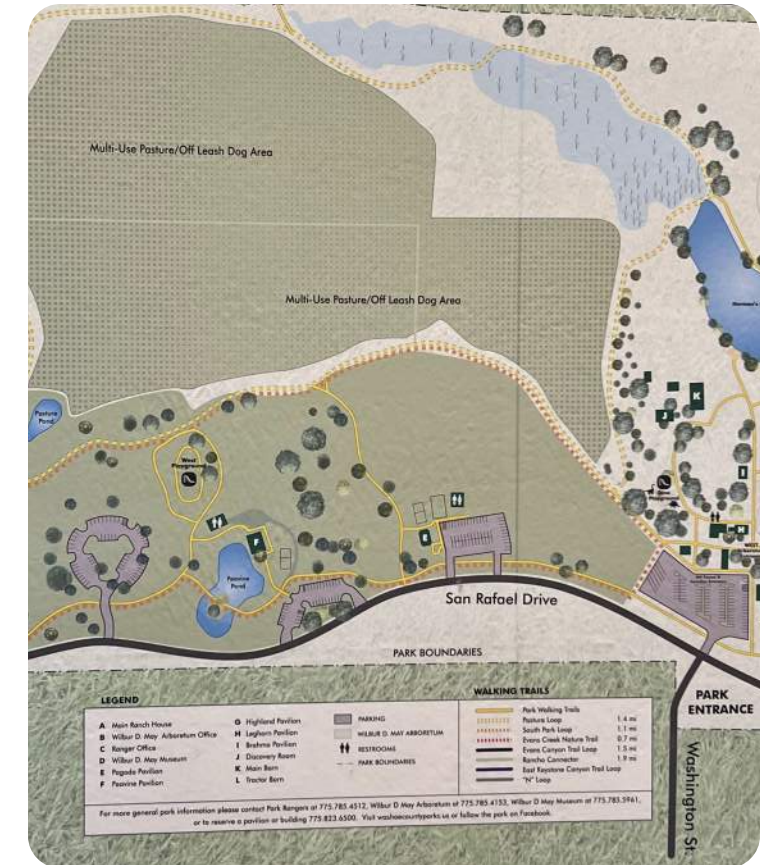 Multi-Use Pasture/Off Leash Dog Area
Multi-Use Pasture/Off Leash Dog Area
Pasture
Pond
K
J
West
Playground
I
F
E
H
Peavine
Pond
San Rafael Drive
PARK BOUNDARIES
PARK
ENTRANCE
Washington St.
LEGEND
A Main Ranch House
B Wilbur D. May Arboretum Office
C Ranger Office
D Wilbur D. May Museum
E Pagoda Pavilion
F Peavine Pavilion
G Highland Pavilion
H Leghorn Pavilion
I Brahma Pavilion
J Discovery Room
K Main Barn
L Tractor Barn
PARKING
WILBUR D. MAY ARBORETUM
RESTROOMS
PARK BOUNDARIES
WALKING TRAILS
Park Walking Trails
Pasture Loop 1.4 mi
South Park Loop 1.1 mi
Evans Creek Nature Trail 0.7 mi
Evans Canyon Trail Loop 1.5 mi
Rancho Connector 1.9 mi
East Keystone Canyon Trail Loop
"N" Loop
For more general park information please contact Park Rangers at 775.785.4512, Wilbur D May Arboretum at 775.785.4153, Wilbur D May Museum at 775.785.5961,
or to reserve a pavilion or building 775.823.6500. Visit washoecountyparks.us or follow the park on Facebook.